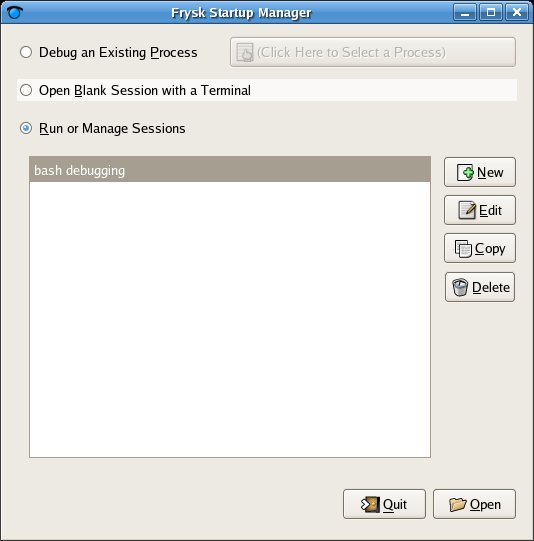 Frysk Startup Manager
Debug an Existing Process
(Click Here to Select a Process)
Open Blank Session with a Terminal
Run or Manage Sessions
bash debugging
New
Edit
Copy
Delete
Quit
Open